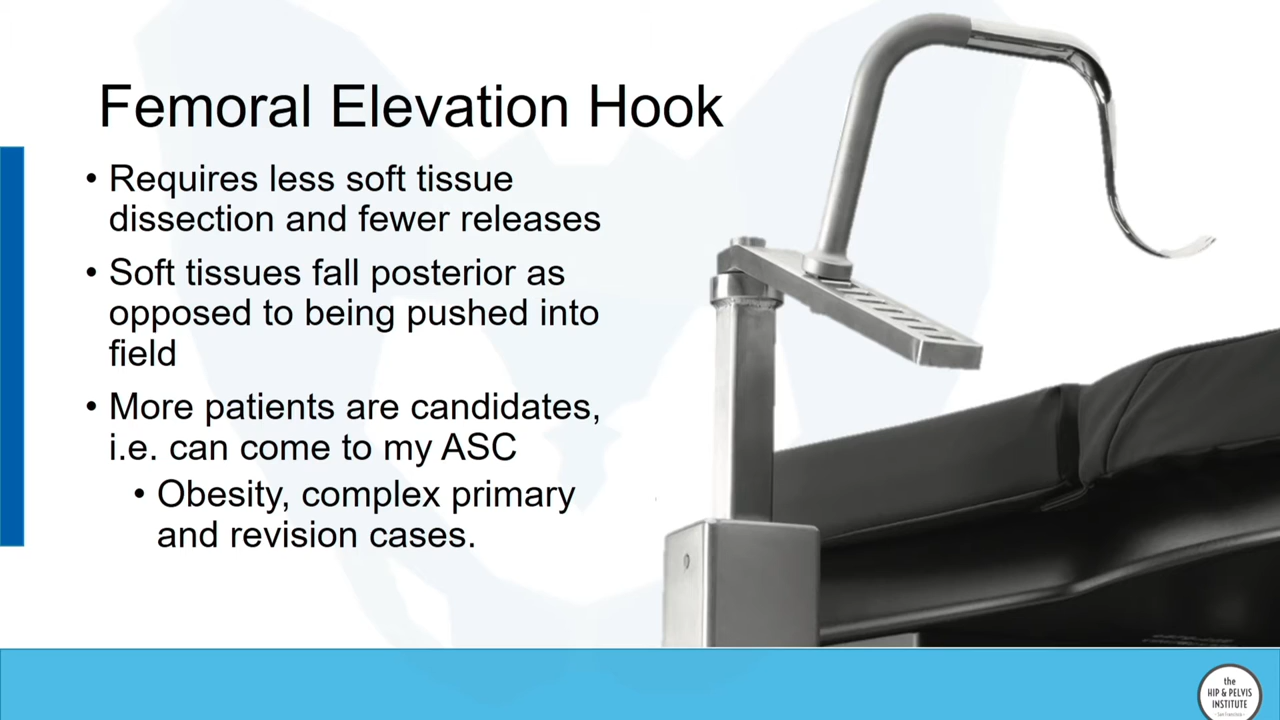 Femoral Elevation Hook
• Requires less soft tissue
dissection and fewer releases
• Soft tissues fall posterior as
opposed to being pushed into
field
• More patients are candidates,
i.e. can come to my ASC
• Obesity, complex primary
and revision cases.
the
HIP & PELVIS
INSTITUTE
- San Francisco -